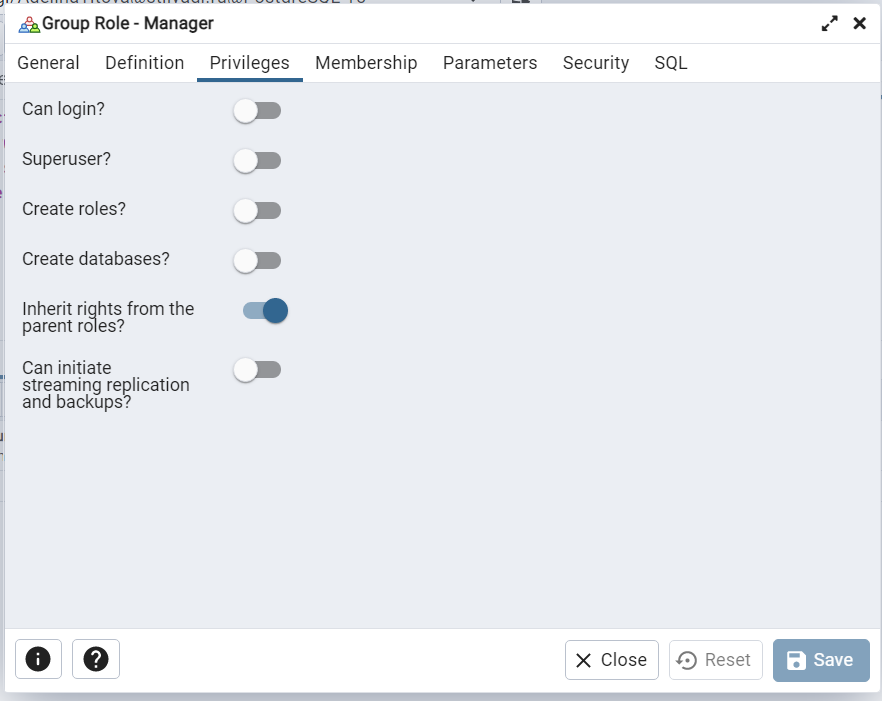 Group Role - Manager
General Definition Privileges Membership Parameters Security SQL
Can login?
Superuser?
Create roles?
Create databases?
Inherit rights from the
parent roles?
Can initiate
streaming replication
and backups?
Close Reset Save